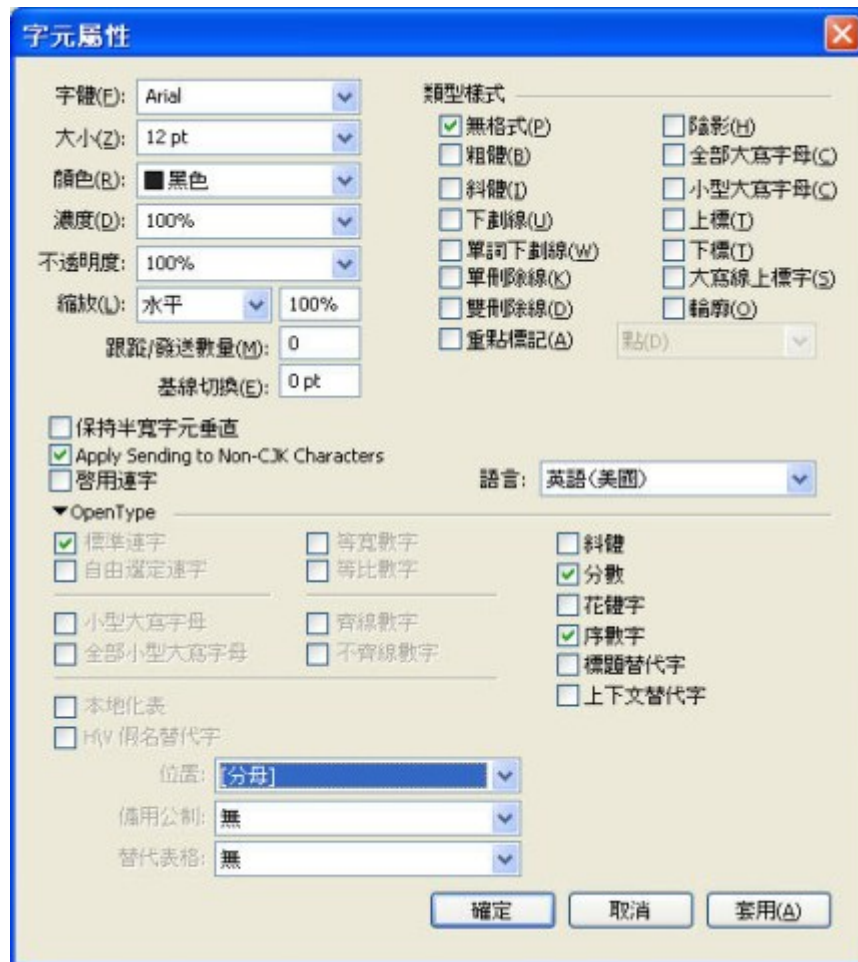 字元屬性
字體(F): Arial
大小(Z): 12 pt
顏色(R): 黑色
濃度(D): 100%
不透明度: 100%
縮放(L): 水平 100%
跟蹤/發送數量(M): 0
基線切換(E): 0 pt
類型樣式
無格式(P) 陰影(H)
粗體(B) 全部大寫字母(C)
斜體(I) 小型大寫字母(C)
下劃線(U) 上標(T)
單詞下劃線(W) 下標(T)
單刪除線(K) 大寫線上標字(S)
雙刪除線(D) 輪廓(O)
重點標記(A) 點(D)
保持半寬字元垂直
Apply Sending to Non-CJK Characters
啓用連字
語言: 英語(美國)
OpenType
標準連字 等寬數字 斜體
自由選定連字 等比數字 分數
花體字
小型大寫字母 齊線數字 序數字
全部小型大寫字母 不齊線數字 標題替代字
上下文替代字
本地化表
H\V 假名替代字
位置: [分母]
備用公制: 無
替代表格: 無
確定 取消 套用(A)